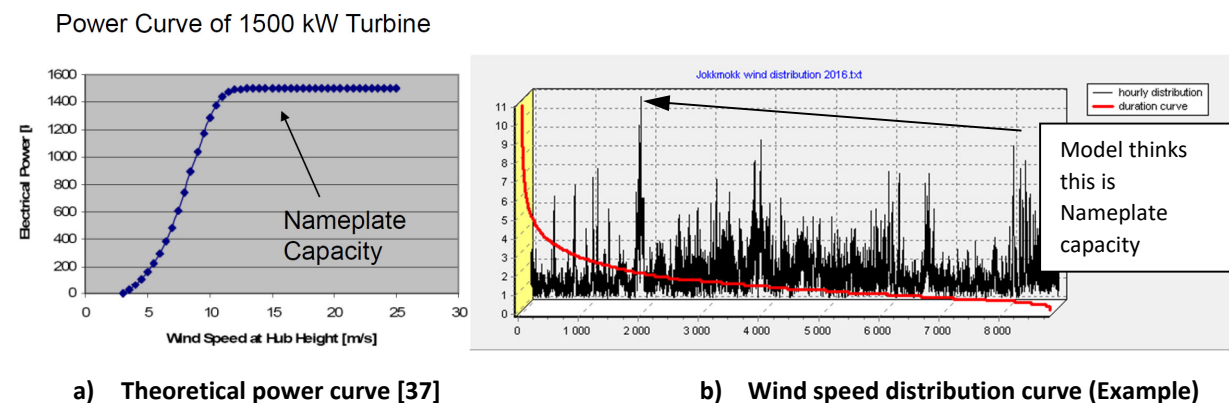 Power Curve of 1500 kW Turbine
1600
1400
1200
1000
800
600
400
200
0
Electrical Power []
0 5 10 15 20 25 30
Wind Speed at Hub Height [m/s]
Nameplate
Capacity
Jokkmokk wind distribution 2016.txt
11
10
9
8
7
6
5
4
3
2
1
0
0 1 000 2 000 3 000 4 000 5 000 6 000 7 000 8 000
hourly distribution
duration curve
Model thinks
this is
Nameplate
capacity
a) Theoretical power curve [37]
b) Wind speed distribution curve (Example)